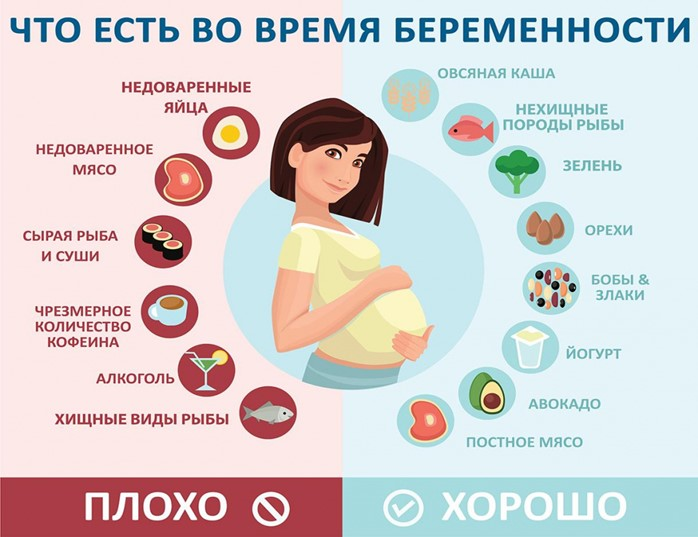 ЧТО ЕСТЬ ВО ВРЕМЯ БЕРЕМЕННОСТИ
НЕДОВАРЕННЫЕ
ЯЙЦА
НЕДОВАРЕННОЕ
МЯСО
СЫРАЯ РЫБА
И СУШИ
ЧРЕЗМЕРНОЕ
КОЛИЧЕСТВО
КОФЕИНА
АЛКОГОЛЬ
ХИЩНЫЕ ВИДЫ РЫБЫ
ПЛОХО
ОВСЯНАЯ КАША
НЕХИЩНЫЕ
ПОРОДЫ РЫБЫ
ЗЕЛЕНЬ
ОРЕХИ
БОБЫ &
ЗЛАКИ
ЙОГУРТ
АВОКАДО
ПОСТНОЕ МЯСО
ХОРОШО